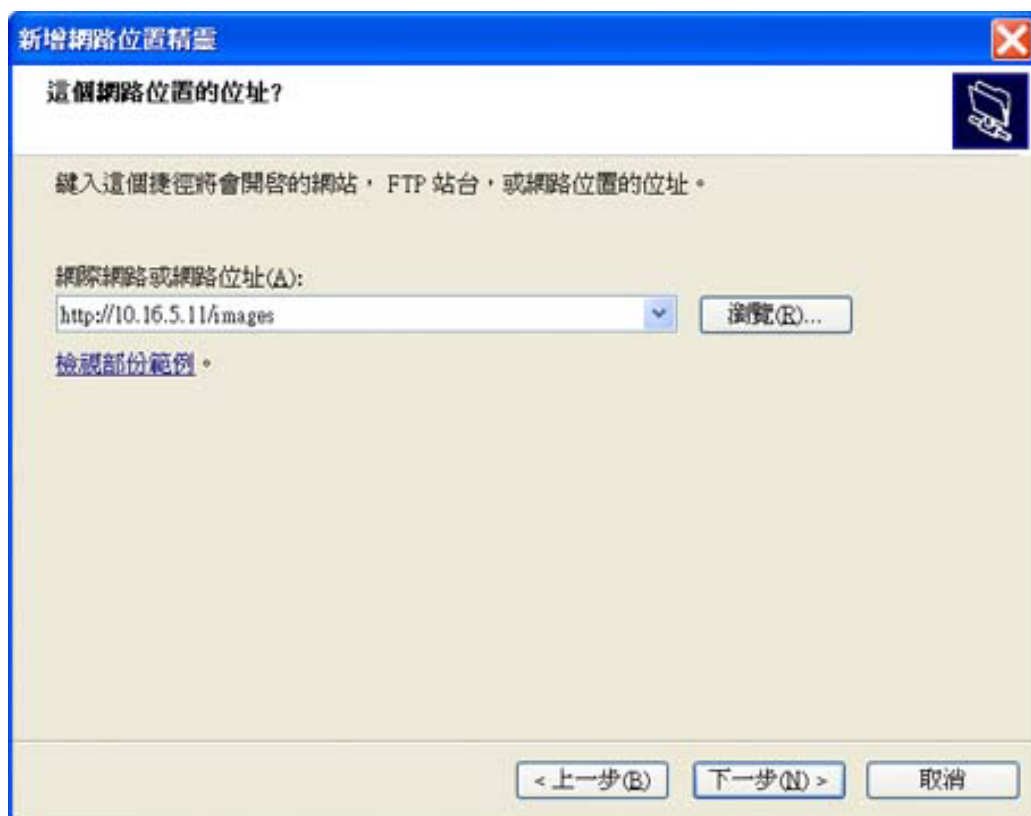 新增網路位置精靈
這個網路位置的位址?
鍵入這個捷徑將會開啓的網站，FTP 站台，或網路位置的位址。
網際網路或網路位址(A):
http://10.16.5.11/images
瀏覽(R)...
檢視部份範例。
< 上一步(B)
下一步(N) >
取消